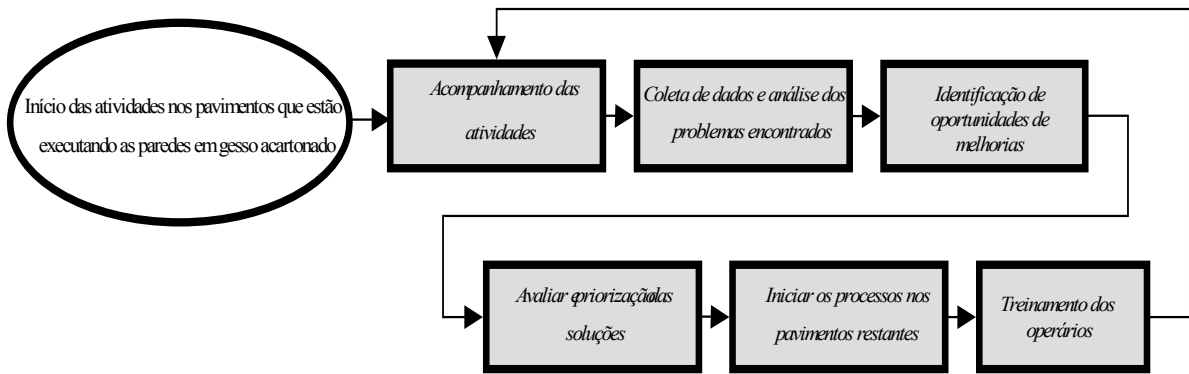 Início das atividades nos pavimentos que estão
executando as paredes em gesso acartonado
Acompanhamento das
atividades
Coleta de dados e análise dos
problemas encontrados
Identificação de
oportunidades de
melhorias
Avaliar e priorização das
soluções
Iniciar os processos nos
pavimentos restantes
Treinamento dos
operários